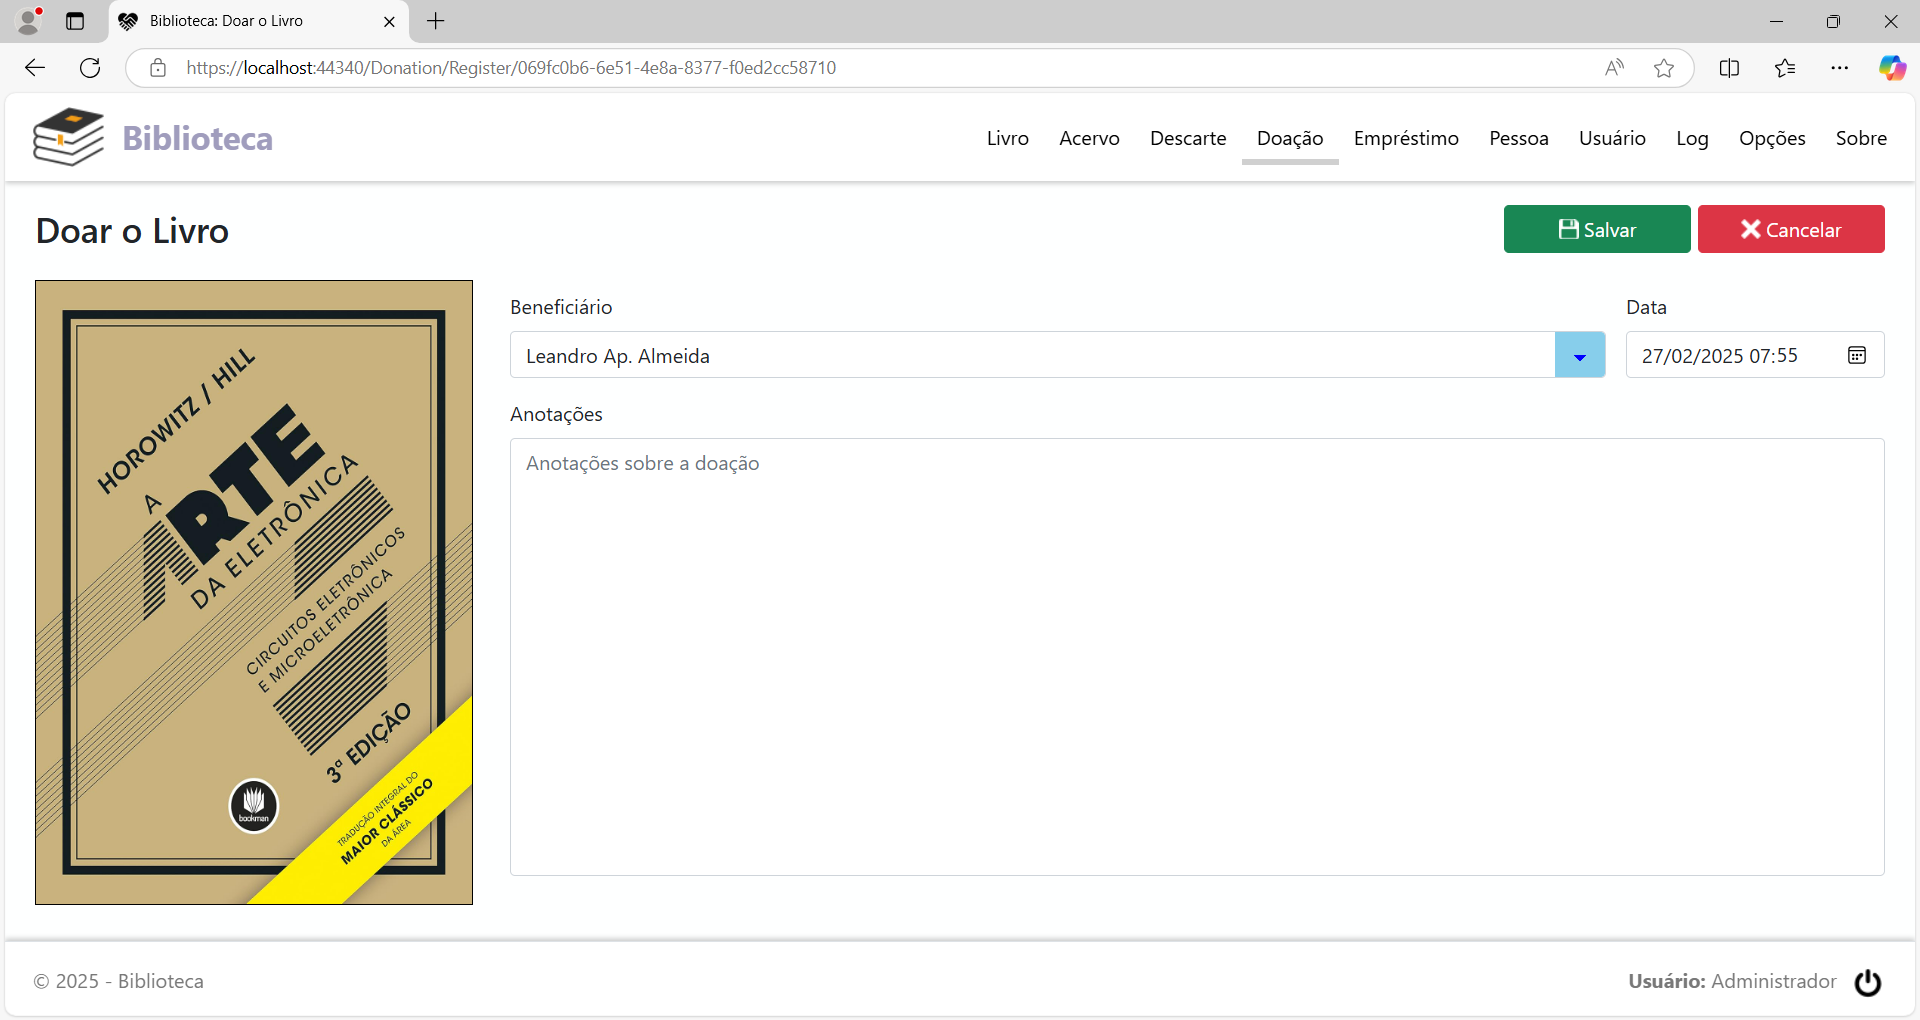 Biblioteca: Doar o Livro
https://localhost:44340/Donation/Register/069fc0b6-6e51-4e8a-8377-f0ed2cc58710
Biblioteca
Livro Acervo Descarte Doação Empréstimo Pessoa Usuário Log Opções Sobre
Doar o Livro
Salvar
Cancelar
HOROWITZ / HILL
A
ARTE
DA ELETRÔNICA
CIRCUITOS ELETRÔNICOS
E MICROELETRÔNICA
3ª EDIÇÃO
bookman
TRADUÇÃO INTEGRAL DO
MAIOR CLÁSSICO
DA ÁREA
Beneficiário
Leandro Ap. Almeida
Data
27/02/2025 07:55
Anotações
Anotações sobre a doação
© 2025 - Biblioteca
Usuário: Administrador